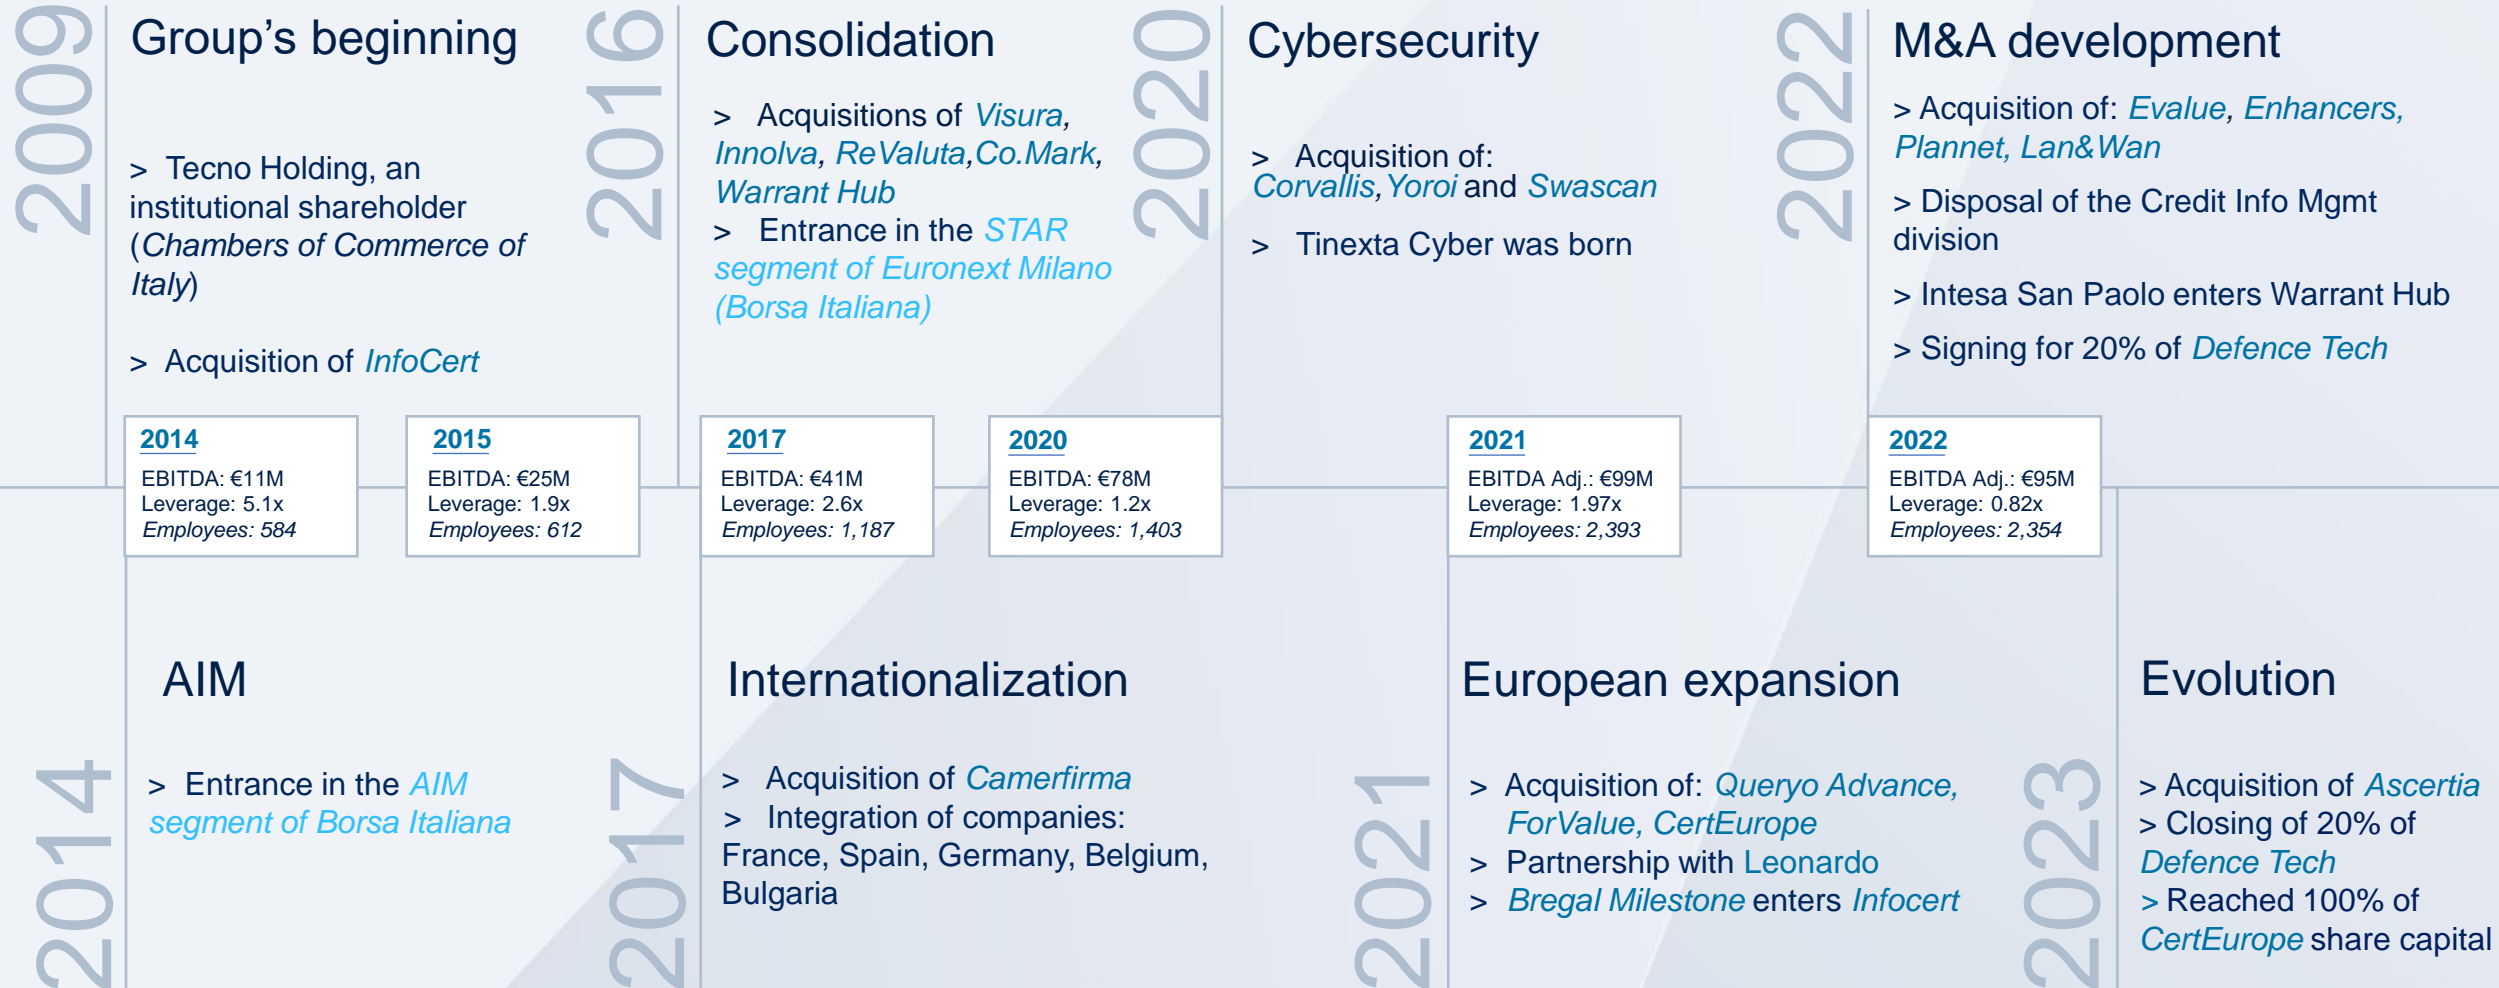 2009
Group's beginning
> Tecno Holding, an
institutional shareholder
(Chambers of Commerce of
Italy)
> Acquisition of InfoCert
2016
Consolidation
> Acquisitions of Visura,
Innolva, ReValuta,Co.Mark,
Warrant Hub
> Entrance in the STAR
segment of Euronext Milano
(Borsa Italiana)
2020
Cybersecurity
> Acquisition of:
Corvallis,Yoroi and Swascan
> Tinexta Cyber was born
2022
M&A development
> Acquisition of: Evalue, Enhancers,
Plannet, Lan&Wan
> Disposal of the Credit Info Mgmt
division
> Intesa San Paolo enters Warrant Hub
> Signing for 20% of Defence Tech
2014
EBITDA: €11M
Leverage: 5.1x
Employees: 584
2015
EBITDA: €25M
Leverage: 1.9x
Employees: 612
2017
EBITDA: €41M
Leverage: 2.6x
Employees: 1,187
2020
EBITDA: €78M
Leverage: 1.2x
Employees: 1,403
2021
EBITDA Adj.: €99M
Leverage: 1.97x
Employees: 2,393
2022
EBITDA Adj.: €95M
Leverage: 0.82x
Employees: 2,354
2014
AIM
> Entrance in the AIM
segment of Borsa Italiana
2017
Internationalization
> Acquisition of Camerfirma
> Integration of companies:
France, Spain, Germany, Belgium,
Bulgaria
2021
European expansion
> Acquisition of: Queryo Advance,
ForValue, CertEurope
> Partnership with Leonardo
> Bregal Milestone enters Infocert
2023
Evolution
> Acquisition of Ascertia
> Closing of 20% of
Defence Tech
> Reached 100% of
CertEurope share capital